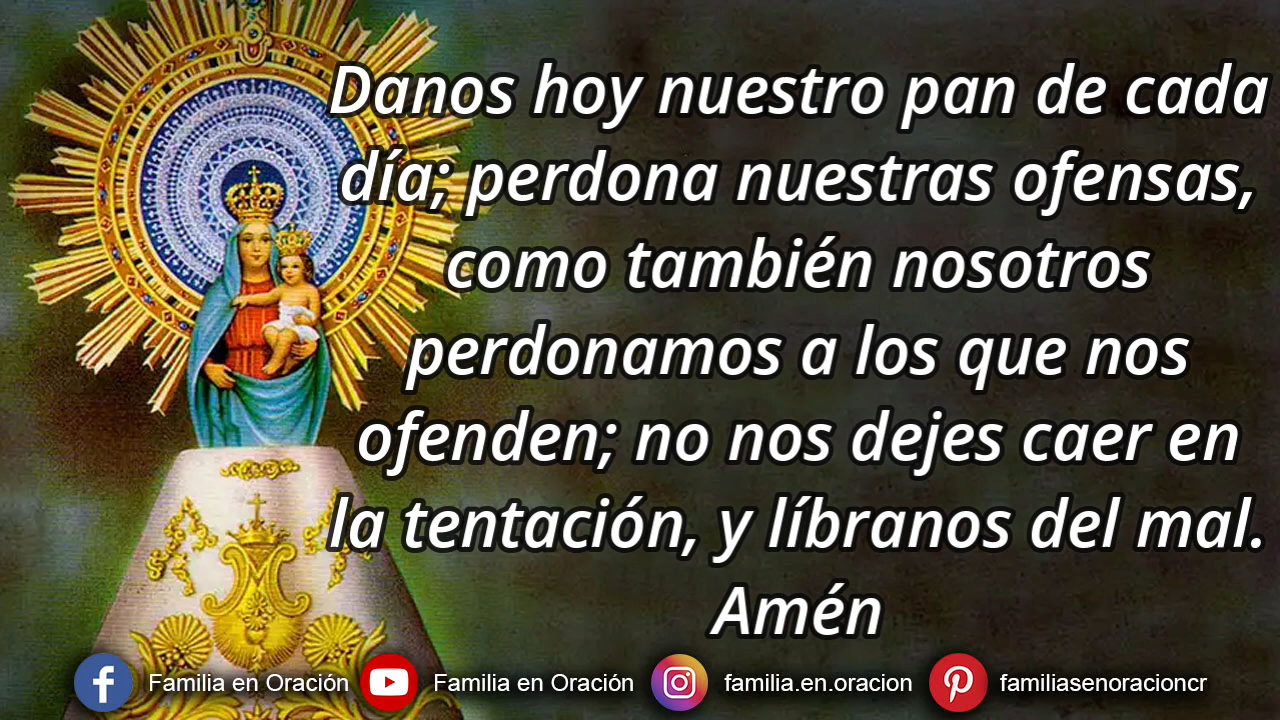 Danos hoy nuestro pan de cada
día; perdona nuestras ofensas,
como también nosotros
perdonamos a los que nos
ofenden; no nos dejes caer en
la tentación, y líbranos del mal.
Amén
Familia en Oración Familia en Oración familia.en.oracion familiasenoracioncr